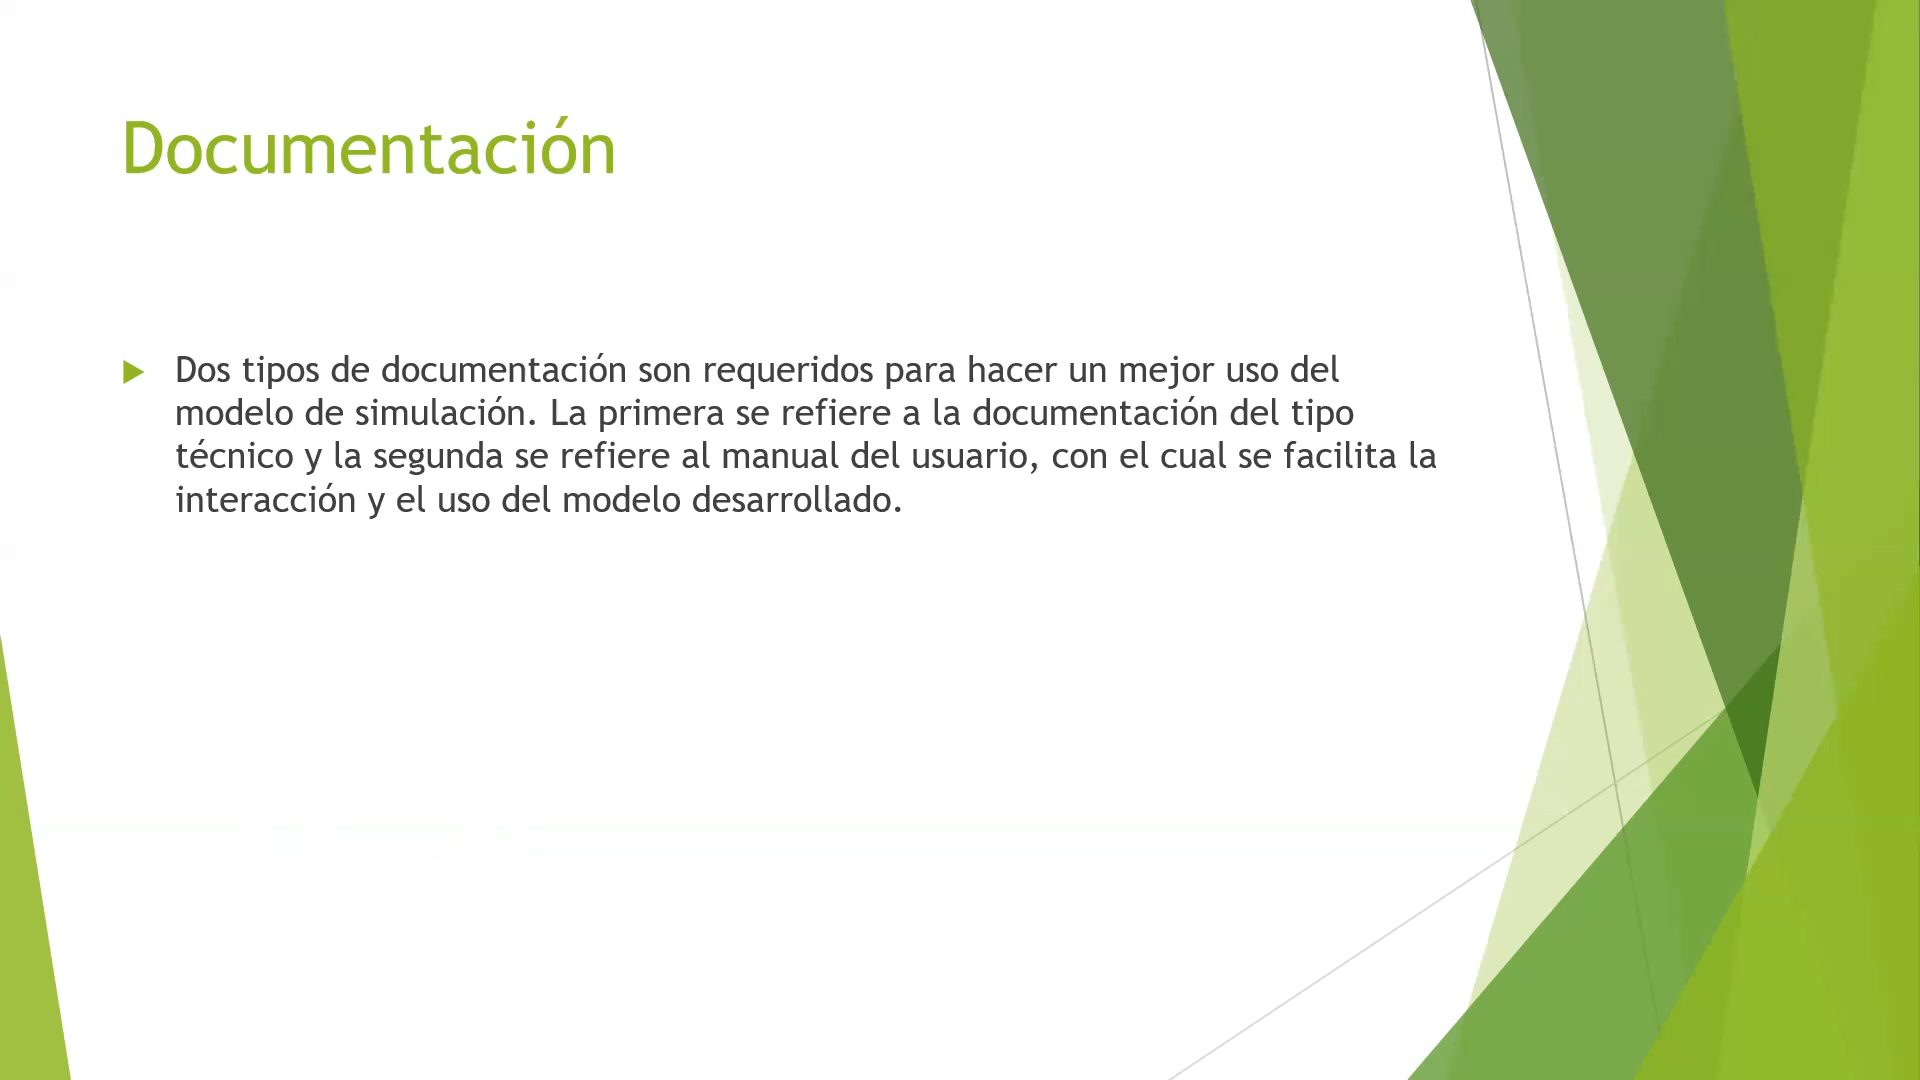 Documentación
Dos tipos de documentación son requeridos para hacer un mejor uso del
modelo de simulación. La primera se refiere a la documentación del tipo
técnico y la segunda se refiere al manual del usuario, con el cual se facilita la
interacción y el uso del modelo desarrollado.